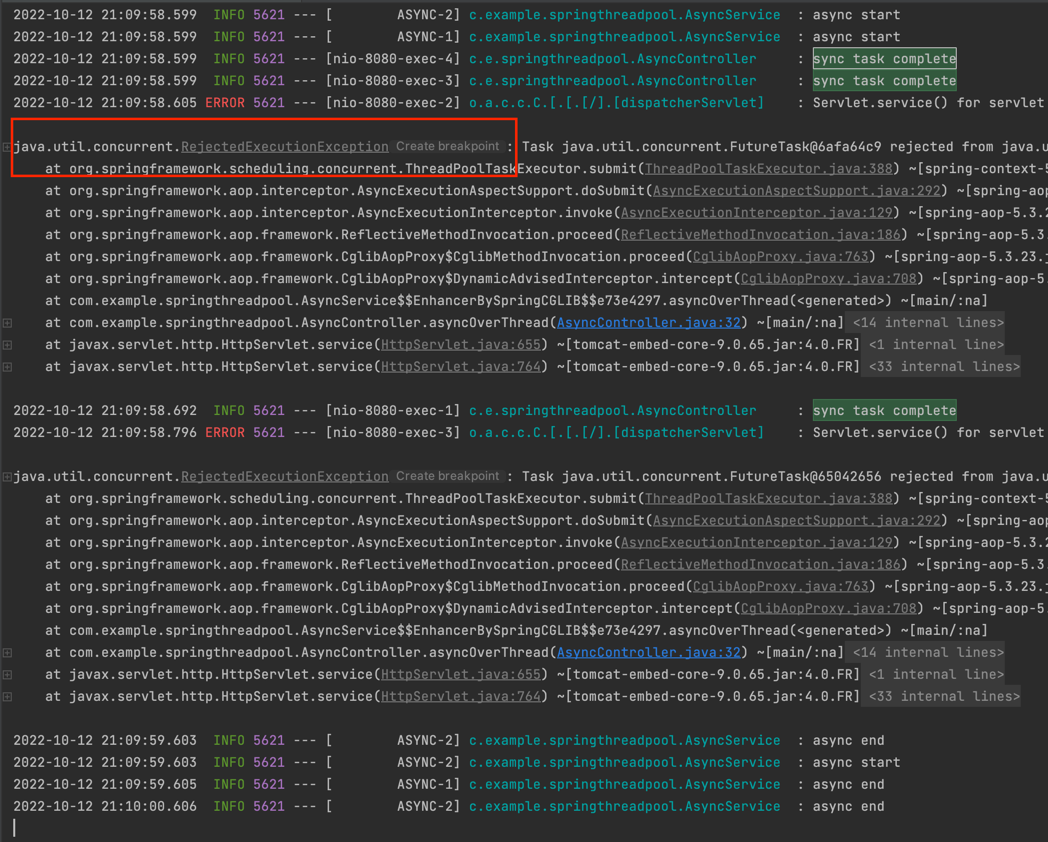 2022-10-12 21:09:58.599  INFO 5621 --- [        ASYNC-2] c.example.springthreadpool.AsyncService  : async start
2022-10-12 21:09:58.599  INFO 5621 --- [        ASYNC-1] c.example.springthreadpool.AsyncService  : async start
2022-10-12 21:09:58.599  INFO 5621 --- [nio-8080-exec-4] c.e.springthreadpool.AsyncController     : sync task complete
2022-10-12 21:09:58.599  INFO 5621 --- [nio-8080-exec-3] c.e.springthreadpool.AsyncController     : sync task complete
2022-10-12 21:09:58.605 ERROR 5621 --- [nio-8080-exec-2] o.a.c.c.C.[.[.[/].[dispatcherServlet]    : Servlet.service() for servlet
java.util.concurrent.RejectedExecutionException Create breakpoint : Task java.util.concurrent.FutureTask@6afa64c9 rejected from java.u
    at org.springframework.scheduling.concurrent.ThreadPoolTaskExecutor.submit(ThreadPoolTaskExecutor.java:388) ~[spring-context-5
    at org.springframework.aop.interceptor.AsyncExecutionAspectSupport.doSubmit(AsyncExecutionAspectSupport.java:292) ~[spring-aop
    at org.springframework.aop.interceptor.AsyncExecutionInterceptor.invoke(AsyncExecutionInterceptor.java:129) ~[spring-aop-5.3.2
    at org.springframework.aop.framework.ReflectiveMethodInvocation.proceed(ReflectiveMethodInvocation.java:186) ~[spring-aop-5.3.
    at org.springframework.aop.framework.CglibAopProxy$CglibMethodInvocation.proceed(CglibAopProxy.java:763) ~[spring-aop-5.3.23.j
    at org.springframework.aop.framework.CglibAopProxy$DynamicAdvisedInterceptor.intercept(CglibAopProxy.java:708) ~[spring-aop-5.
    at com.example.springthreadpool.AsyncService$$EnhancerBySpringCGLIB$$e73e4297.asyncOverThread(<generated>) ~[main/:na]
    at com.example.springthreadpool.AsyncController.asyncOverThread(AsyncController.java:32) ~[main/:na] <14 internal lines>
    at javax.servlet.http.HttpServlet.service(HttpServlet.java:655) ~[tomcat-embed-core-9.0.65.jar:4.0.FR] <1 internal line>
    at javax.servlet.http.HttpServlet.service(HttpServlet.java:764) ~[tomcat-embed-core-9.0.65.jar:4.0.FR] <33 internal lines>
2022-10-12 21:09:58.692  INFO 5621 --- [nio-8080-exec-1] c.e.springthreadpool.AsyncController     : sync task complete
2022-10-12 21:09:58.796 ERROR 5621 --- [nio-8080-exec-3] o.a.c.c.C.[.[.[/].[dispatcherServlet]    : Servlet.service() for servlet
java.util.concurrent.RejectedExecutionException Create breakpoint : Task java.util.concurrent.FutureTask@65042656 rejected from java.u
    at org.springframework.scheduling.concurrent.ThreadPoolTaskExecutor.submit(ThreadPoolTaskExecutor.java:388) ~[spring-context-5
    at org.springframework.aop.interceptor.AsyncExecutionAspectSupport.doSubmit(AsyncExecutionAspectSupport.java:292) ~[spring-aop
    at org.springframework.aop.interceptor.AsyncExecutionInterceptor.invoke(AsyncExecutionInterceptor.java:129) ~[spring-aop-5.3.2
    at org.springframework.aop.framework.ReflectiveMethodInvocation.proceed(ReflectiveMethodInvocation.java:186) ~[spring-aop-5.3.
    at org.springframework.aop.framework.CglibAopProxy$CglibMethodInvocation.proceed(CglibAopProxy.java:763) ~[spring-aop-5.3.23.j
    at org.springframework.aop.framework.CglibAopProxy$DynamicAdvisedInterceptor.intercept(CglibAopProxy.java:708) ~[spring-aop-5.
    at com.example.springthreadpool.AsyncService$$EnhancerBySpringCGLIB$$e73e4297.asyncOverThread(<generated>) ~[main/:na]
    at com.example.springthreadpool.AsyncController.asyncOverThread(AsyncController.java:32) ~[main/:na] <14 internal lines>
    at javax.servlet.http.HttpServlet.service(HttpServlet.java:655) ~[tomcat-embed-core-9.0.65.jar:4.0.FR] <1 internal line>
    at javax.servlet.http.HttpServlet.service(HttpServlet.java:764) ~[tomcat-embed-core-9.0.65.jar:4.0.FR] <33 internal lines>
2022-10-12 21:09:59.603  INFO 5621 --- [        ASYNC-2] c.example.springthreadpool.AsyncService  : async end
2022-10-12 21:09:59.603  INFO 5621 --- [        ASYNC-2] c.example.springthreadpool.AsyncService  : async start
2022-10-12 21:09:59.605  INFO 5621 --- [        ASYNC-1] c.example.springthreadpool.AsyncService  : async end
2022-10-12 21:10:00.606  INFO 5621 --- [        ASYNC-2] c.example.springthreadpool.AsyncService  : async end